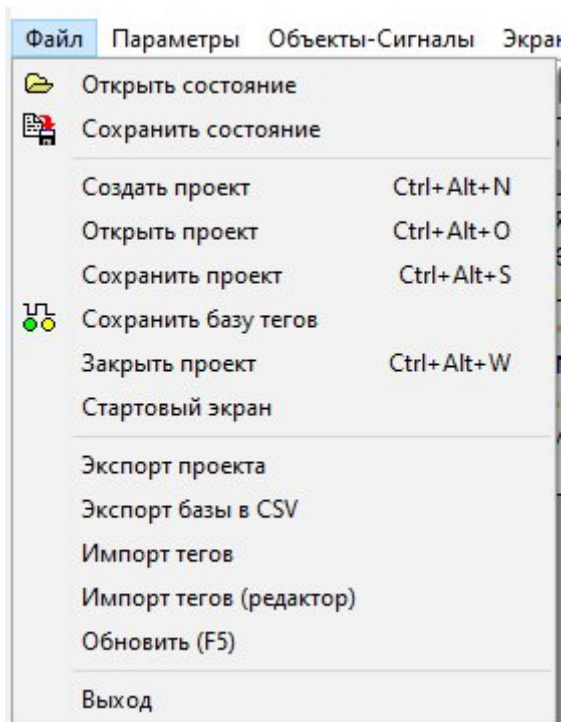 Файл Параметры Объекты-Сигналы
Открыть состояние
Сохранить состояние
Создать проект Ctrl+Alt+N
Открыть проект Ctrl+Alt+O
Сохранить проект Ctrl+Alt+S
Сохранить базу тегов
Закрыть проект Ctrl+Alt+W
Стартовый экран
Экспорт проекта
Экспорт базы в CSV
Импорт тегов
Импорт тегов (редактор)
Обновить (F5)
Выход